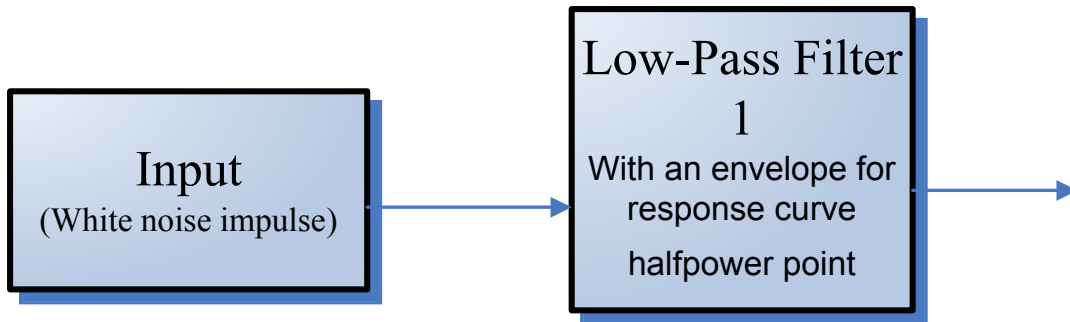 Input
(White noise impulse)
Low-Pass Filter
1
With an envelope for
response curve
halfpower point